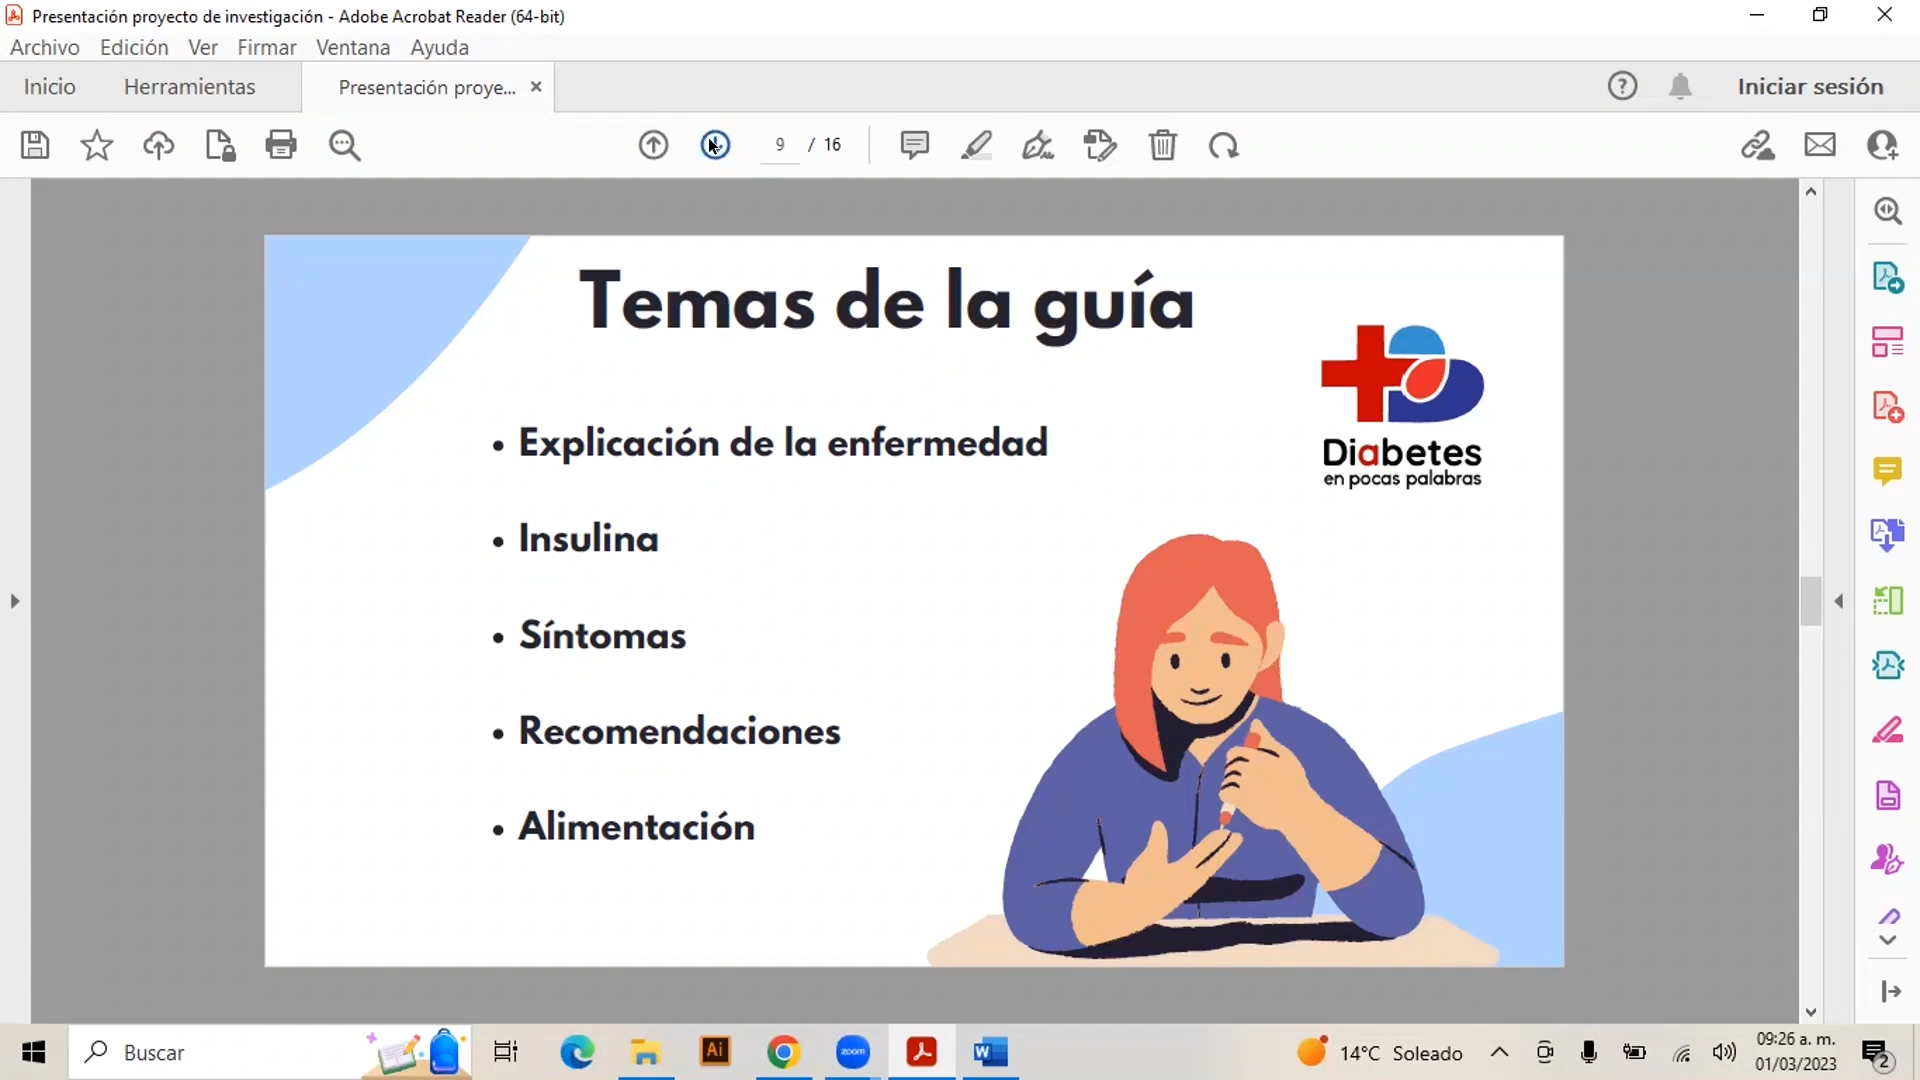 Presentación proyecto de investigación - Adobe Acrobat Reader (64-bit)
Archivo Edición Ver Firmar Ventana Ayuda
Inicio Herramientas Presentación proye... Iniciar sesión
9 / 16
Temas de la guía
Diabetes
en pocas palabras
• Explicación de la enfermedad
• Insulina
• Síntomas
• Recomendaciones
• Alimentación
Buscar
Ai
zoom
W
14°C Soleado
09:26 a. m.
01/03/2023
2